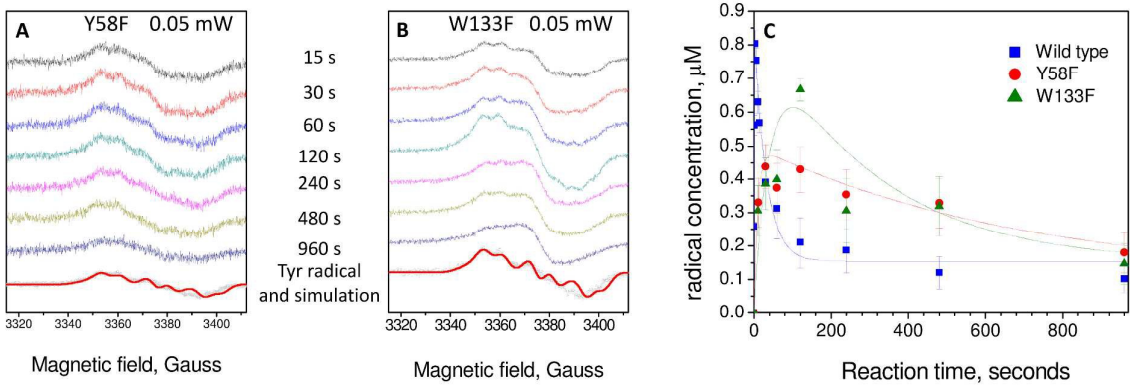 A Y58F 0.05 mW
15 s
30 s
60 s
120 s
240 s
480 s
960 s
Tyr radical
and simulation
3320 3340 3360 3380 3400
Magnetic field, Gauss
B W133F 0.05 mW
3320 3340 3360 3380 3400
Magnetic field, Gauss
C
Wild type
Y58F
W133F
radical concentration, μM
0.9
0.8
0.7
0.6
0.5
0.4
0.3
0.2
0.1
0.0
0 200 400 600 800
Reaction time, seconds